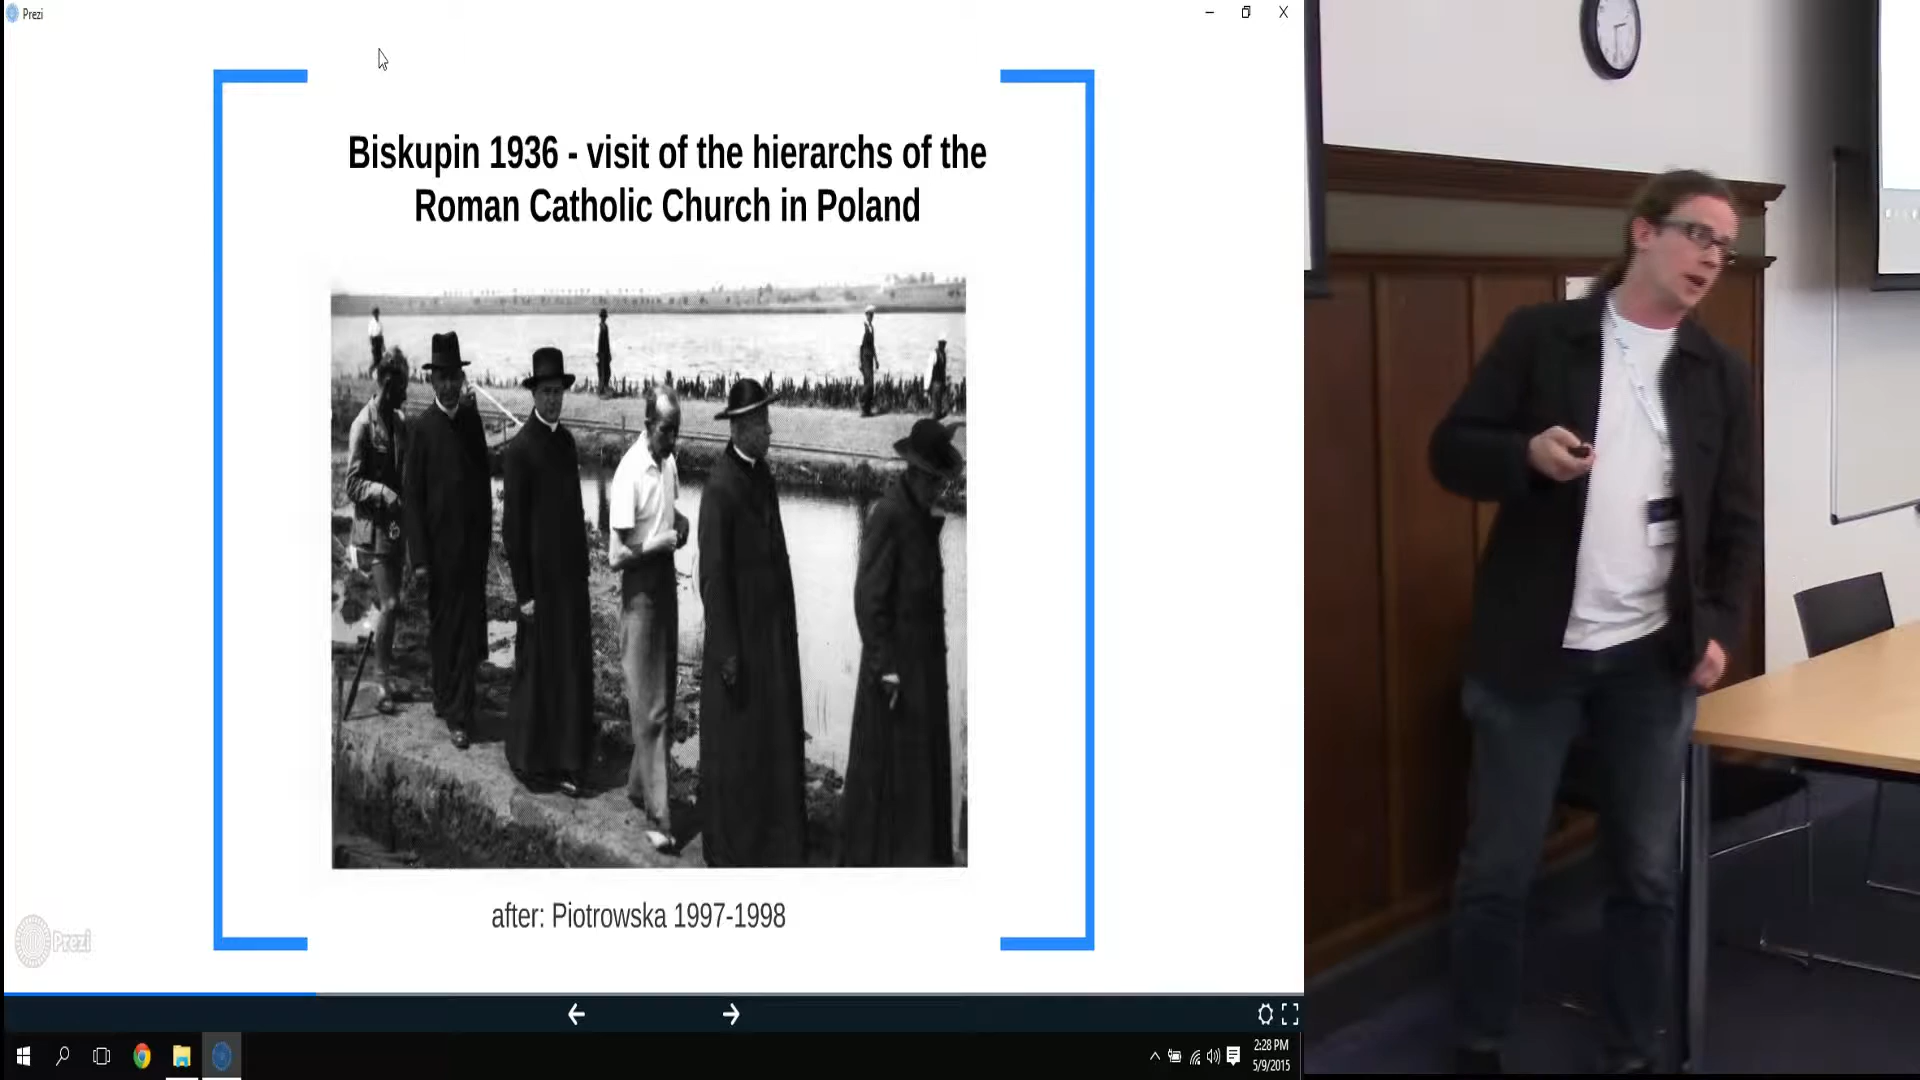 Prezi
Biskupin 1936 - visit of the hierarchs of the
Roman Catholic Church in Poland
after: Piotrowska 1997-1998
Prezi
2:28 PM
5/9/2015